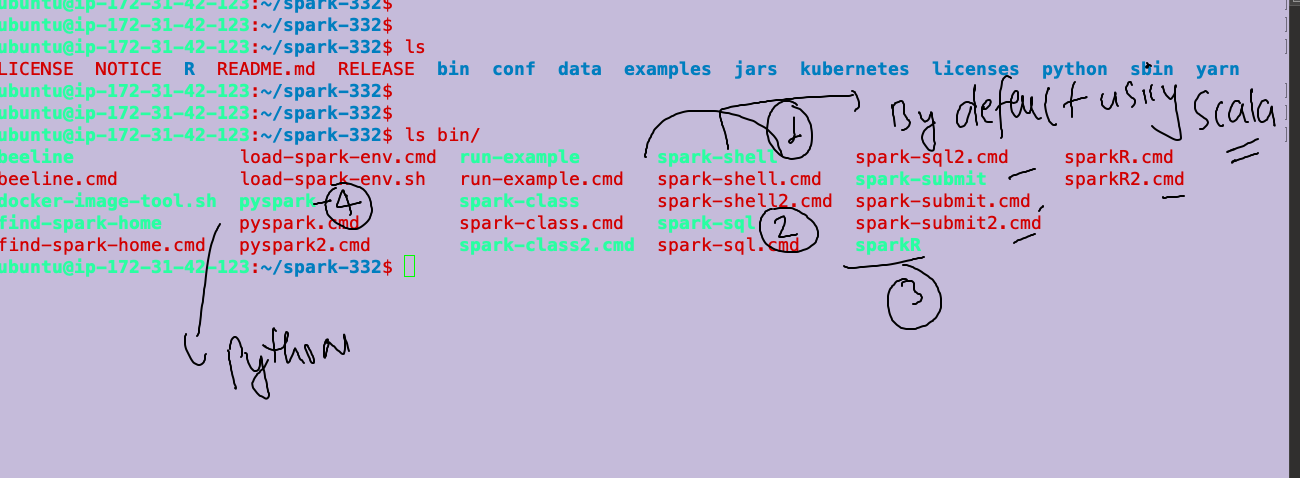 ubuntu@ip-172-31-42-123:~/spark-332$
ubuntu@ip-172-31-42-123:~/spark-332$
ubuntu@ip-172-31-42-123:~/spark-332$ ls
LICENSE NOTICE R README.md RELEASE bin conf data examples jars kubernetes licenses python sbin yarn
ubuntu@ip-172-31-42-123:~/spark-332$
ubuntu@ip-172-31-42-123:~/spark-332$
ubuntu@ip-172-31-42-123:~/spark-332$ ls bin/
1 By defeuct using Scala
beeline load-spark-env.cmd run-example spark-shell spark-sql2.cmd sparkR.cmd
beeline.cmd load-spark-env.sh run-example.cmd spark-shell.cmd spark-submit sparkR2.cmd
docker-image-tool.sh pyspark 4 spark-class spark-shell2.cmd spark-submit.cmd
find-spark-home pyspark.cmd spark-class.cmd spark-sql 2 spark-submit2.cmd
find-spark-home.cmd pyspark2.cmd spark-class2.cmd spark-sql.cmd sparkR
ubuntu@ip-172-31-42-123:~/spark-332$
3
Python